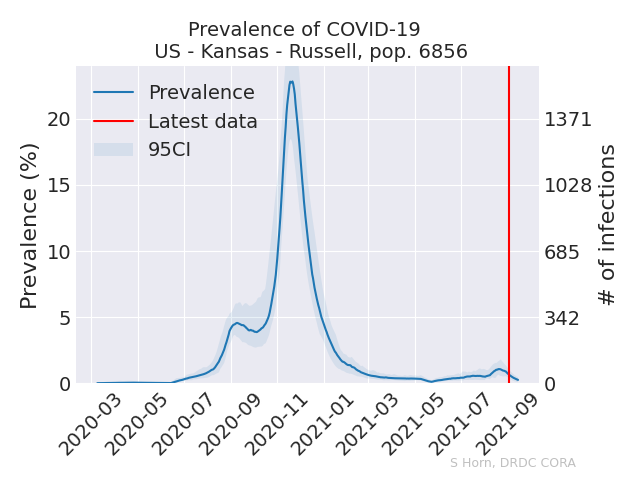 Prevalence of COVID-19
US - Kansas - Russell, pop. 6856
Prevalence
Latest data
95CI
Prevalence (%)
20
15
10
5
0
1371
1028
685
342
0
# of infections
2020-03
2020-05
2020-07
2020-09
2020-11
2021-01
2021-03
2021-05
2021-07
2021-09
S Horn, DRDC CORA